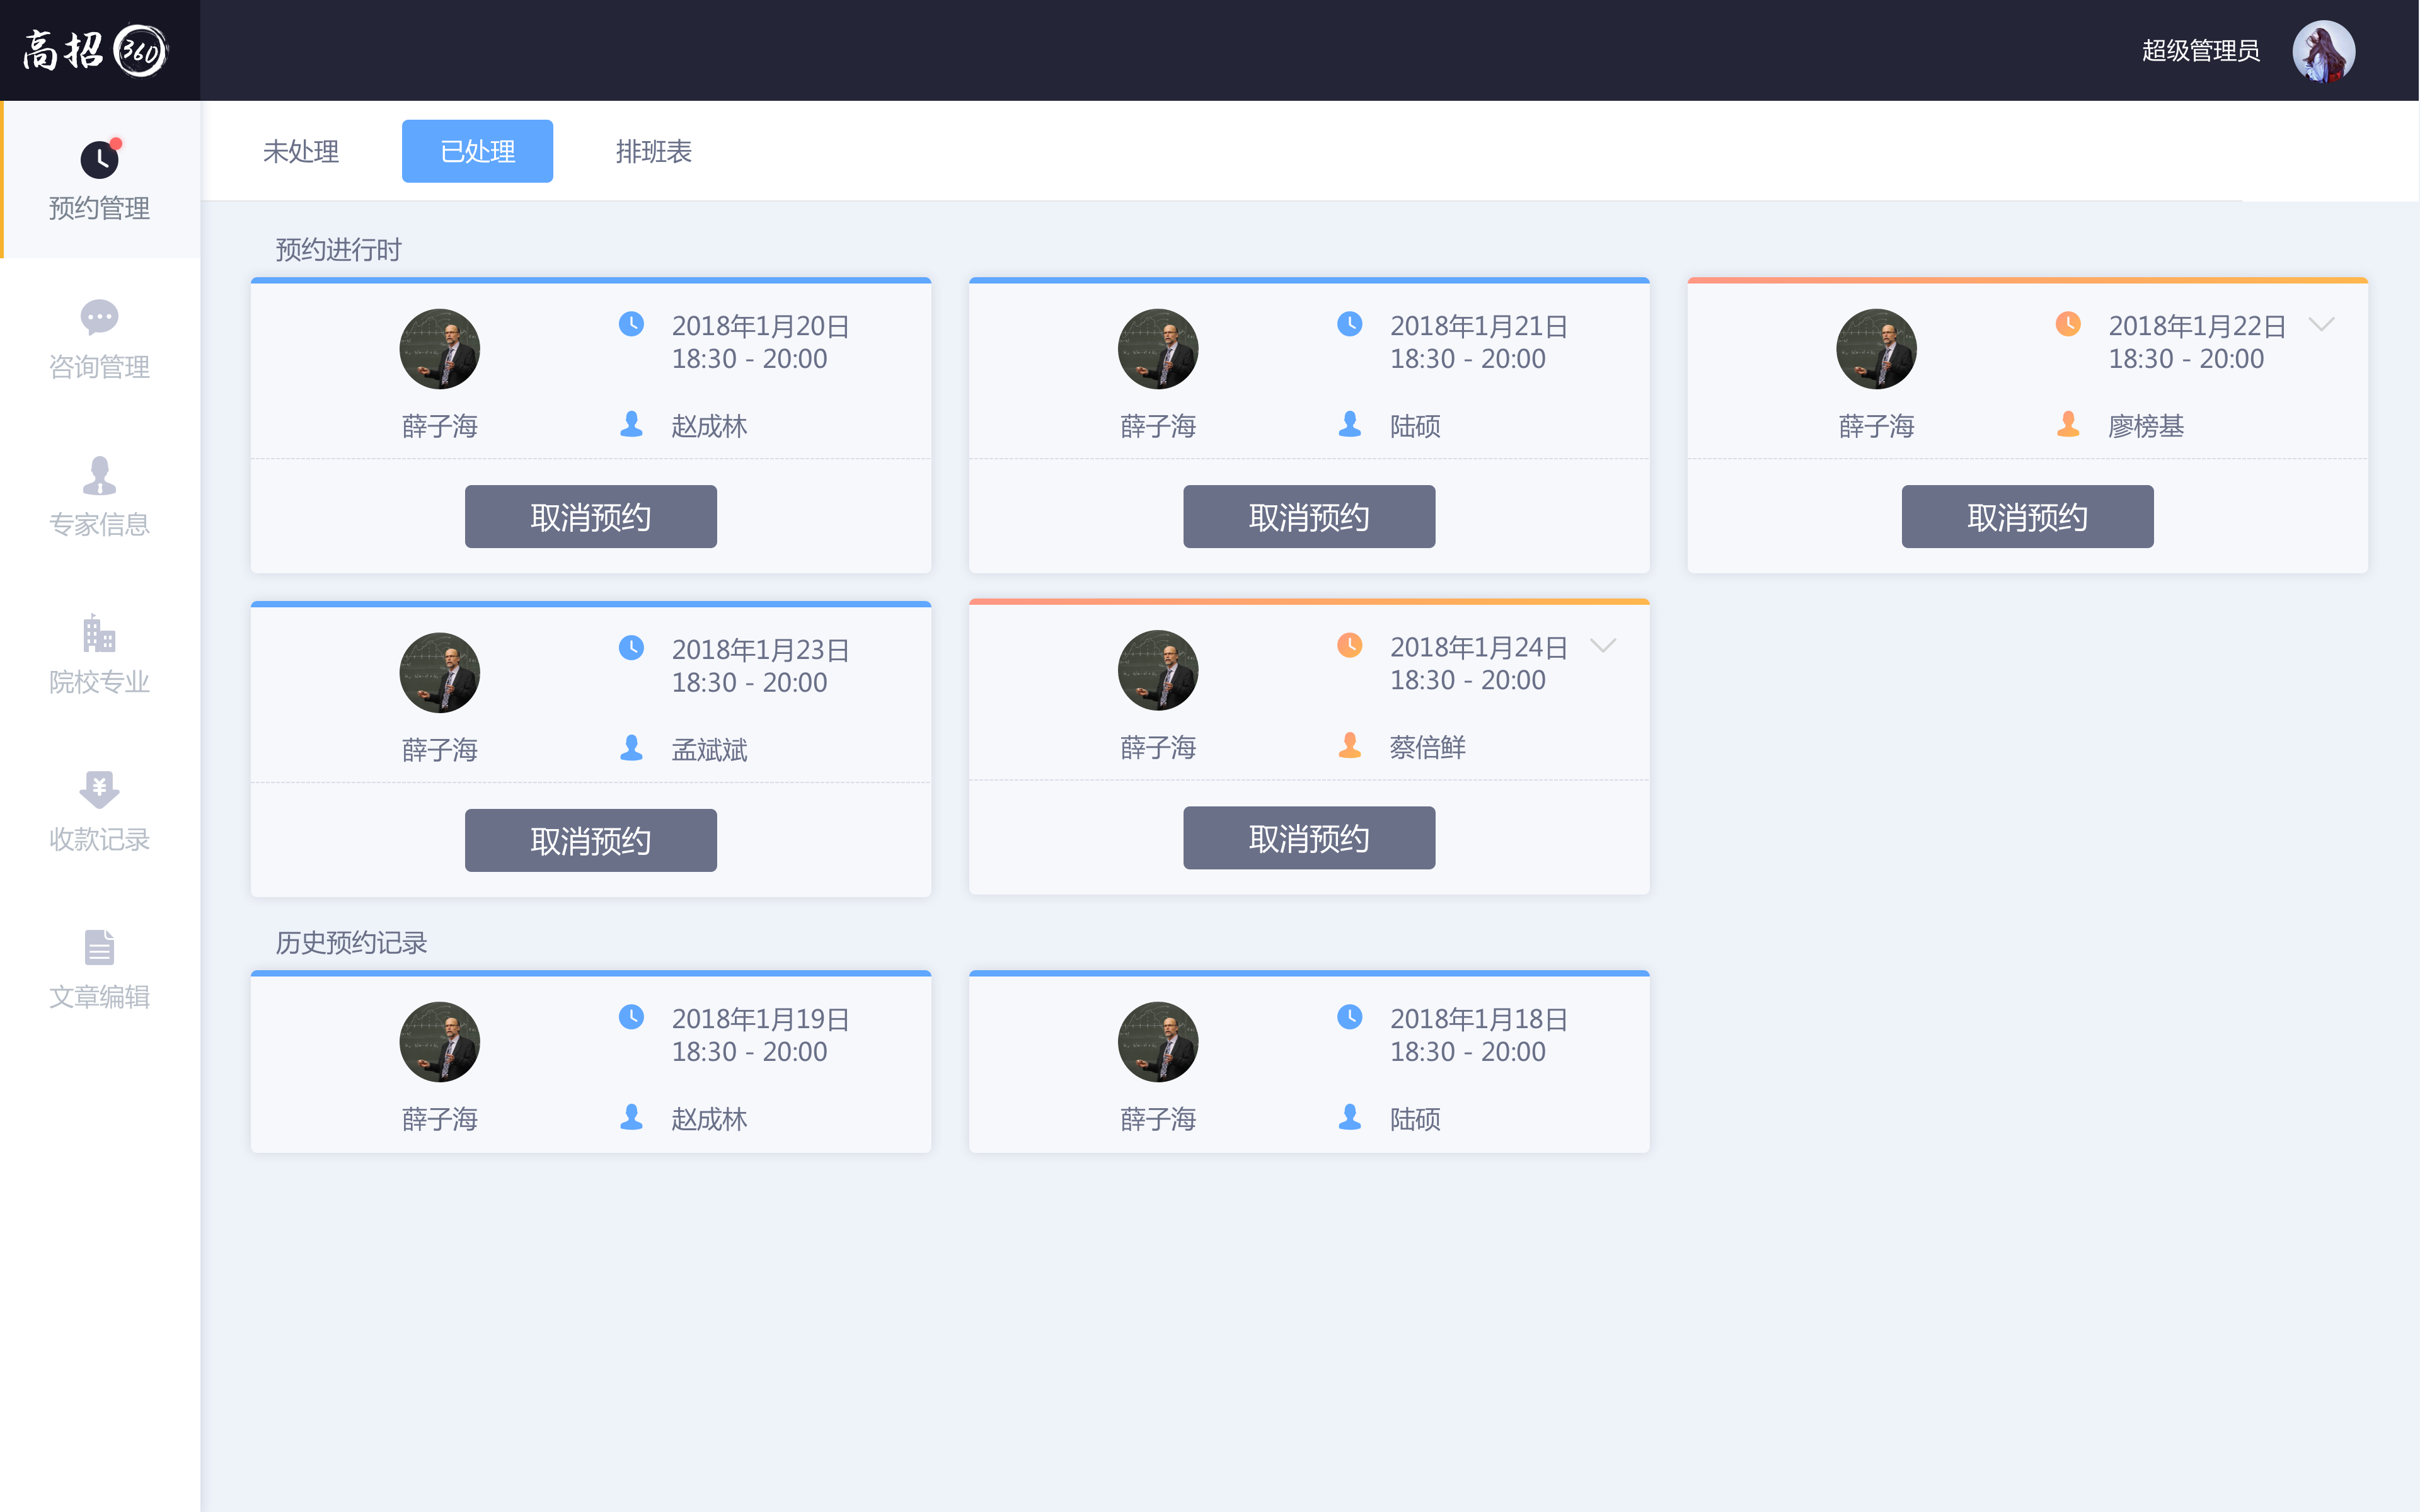 高招360
超级管理员
未处理
已处理
排班表
预约管理
咨询管理
专家信息
院校专业
收款记录
文章编辑
预约进行时
2018年1月20日
18:30 - 20:00
薛子海
赵成林
取消预约
2018年1月21日
18:30 - 20:00
薛子海
陆硕
取消预约
2018年1月22日
18:30 - 20:00
薛子海
廖榜基
取消预约
2018年1月23日
18:30 - 20:00
薛子海
孟斌斌
取消预约
2018年1月24日
18:30 - 20:00
薛子海
蔡倍鲜
取消预约
历史预约记录
2018年1月19日
18:30 - 20:00
薛子海
赵成林
2018年1月18日
18:30 - 20:00
薛子海
陆硕